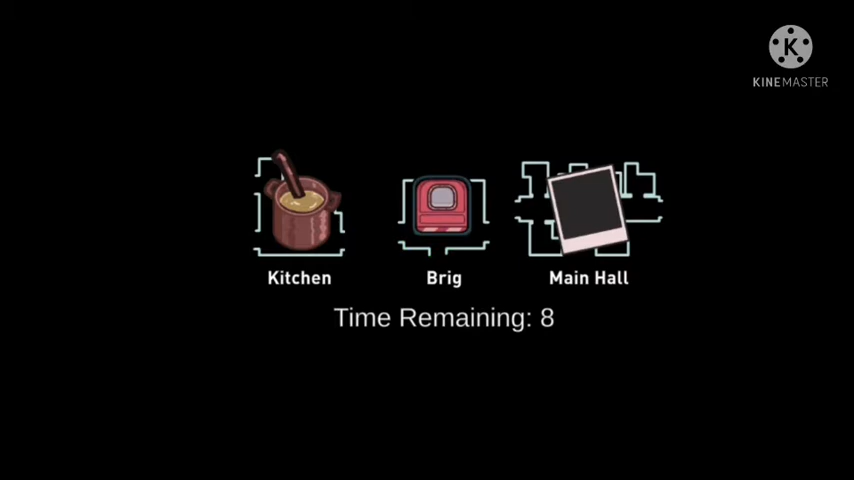 K
KINEMASTER
Kitchen
Brig
Main Hall
Time Remaining: 8